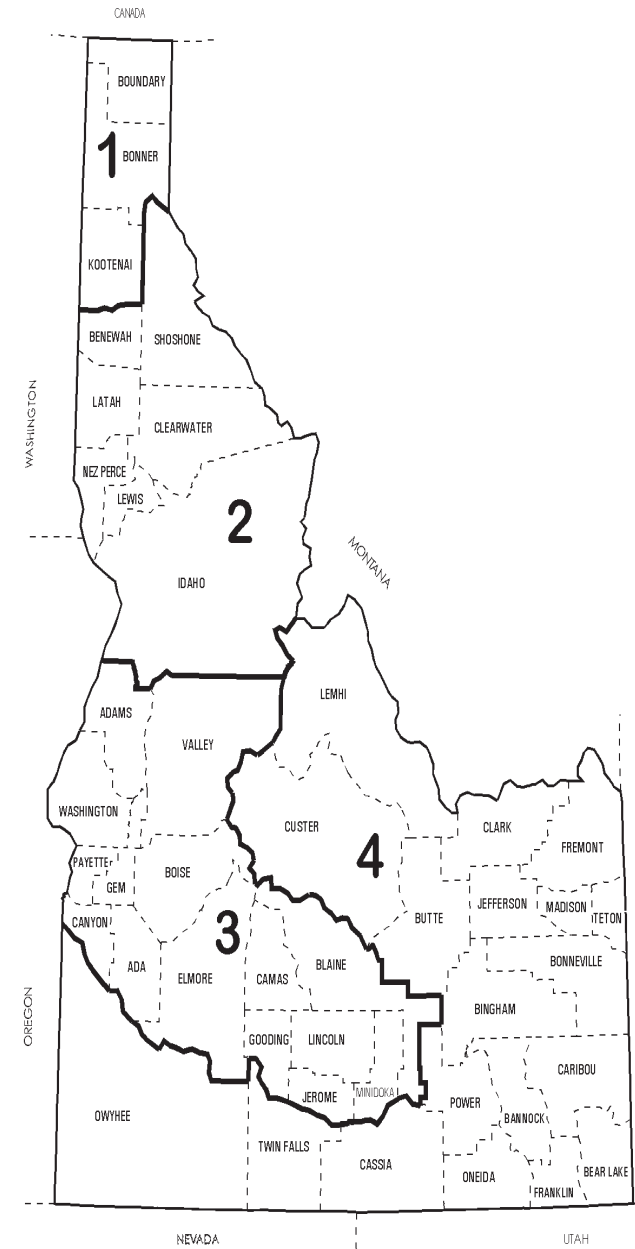 CANADA
BOUNDARY
1
BONNER
KOOTENAI
BENEWAH
SHOSHONE
WASHINGTON
LATAH
CLEARWATER
NEZ PERCE
LEWIS
2
MONTANA
IDAHO
LEMHI
ADAMS
VALLEY
WASHINGTON
CUSTER
CLARK
4
FREMONT
PAYETTE
BOISE
GEM
JEFFERSON
MADISON
TETON
BUTTE
CANYON
3
ADA
ELMORE
CAMAS
BLAINE
BONNEVILLE
OREGON
BINGHAM
GOODING
LINCOLN
CARIBOU
JEROME
MINIDOKA
POWER
BANNOCK
OWYHEE
TWIN FALLS
CASSIA
ONEIDA
BEAR LAKE
FRANKLIN
NEVADA
UTAH